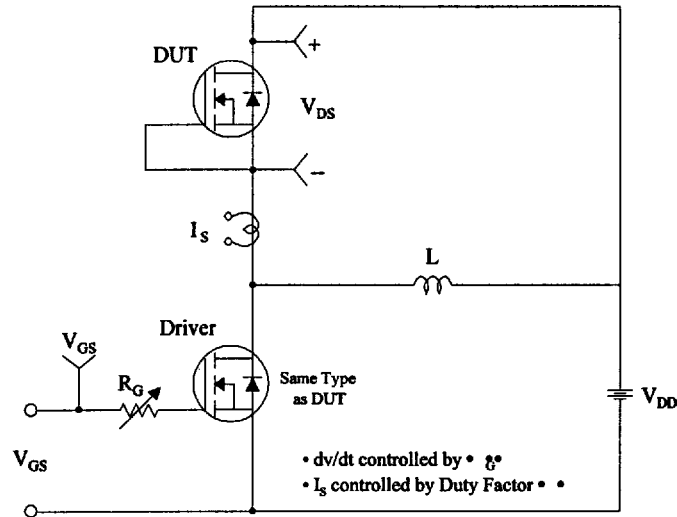 DUT
+
V_DS
−
I_S
L
Driver
V_GS
R_G
Same Type
as DUT
V_DD
V_GS
• dv/dt controlled by • • G •
• I_S controlled by Duty Factor • •